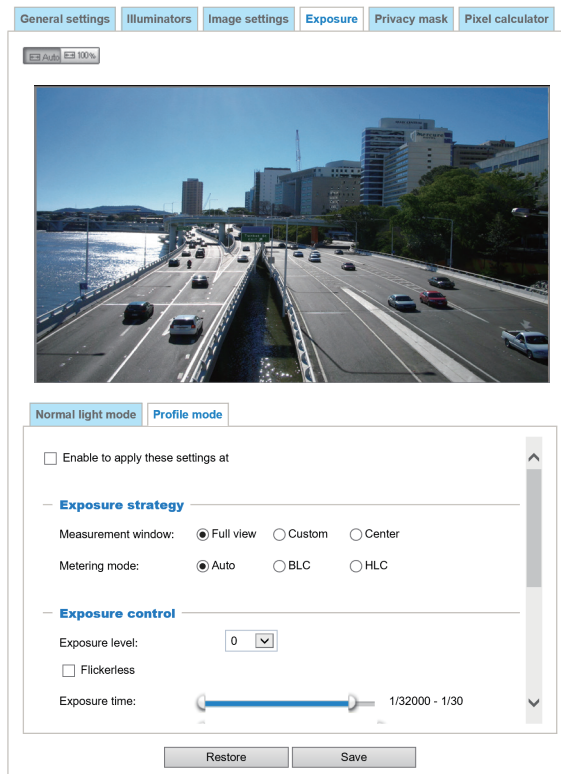 General settings Illuminators Image settings Exposure Privacy mask Pixel calculator
Auto 100%
Normal light mode Profile mode
Enable to apply these settings at
Exposure strategy
Measurement window: Full view Custom Center
Metering mode: Auto BLC HLC
Exposure control
Exposure level: 0
Flickerless
Exposure time: 1/32000 - 1/30
Restore Save